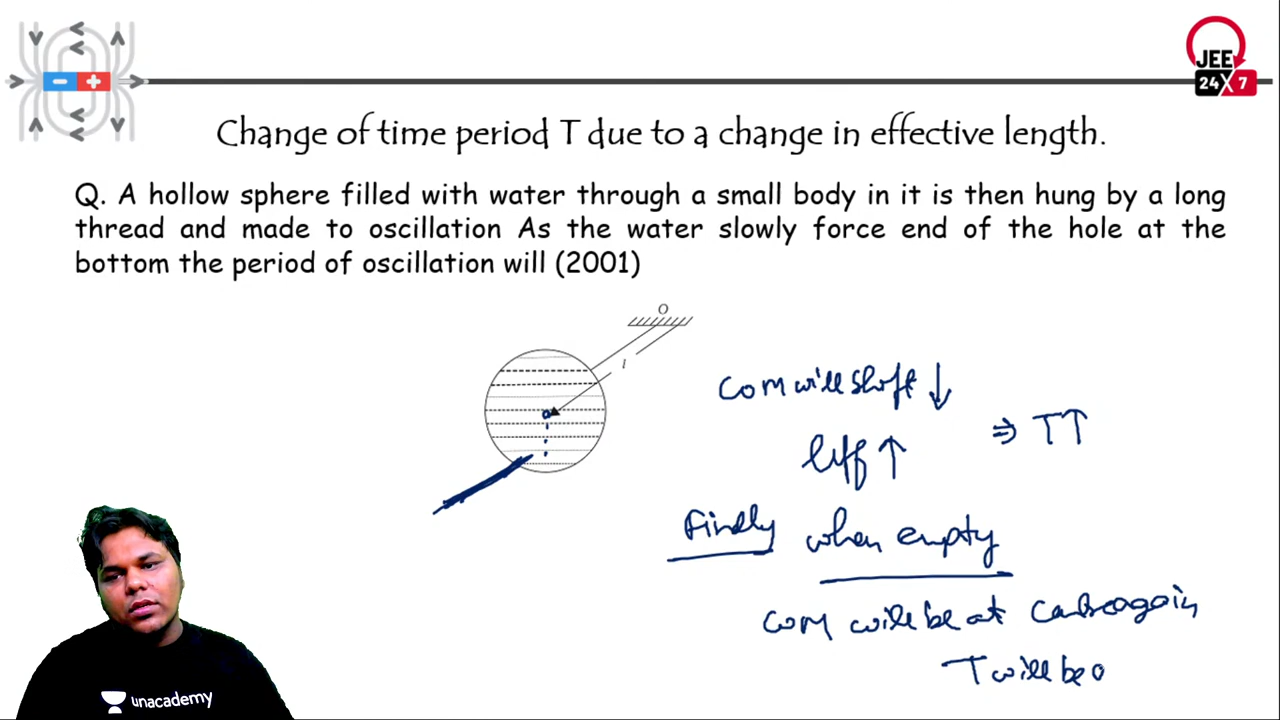 JEE
24X7
Change of time period T due to a change in effective length.
Q. A hollow sphere filled with water through a small body in it is then hung by a long
thread and made to oscillation As the water slowly force end of the hole at the
bottom the period of oscillation will (2001)
O
l
COM will shift ↓
leff ↑
⇒ T↑
Finally when empty
COM will be at again
T will be
unacademy